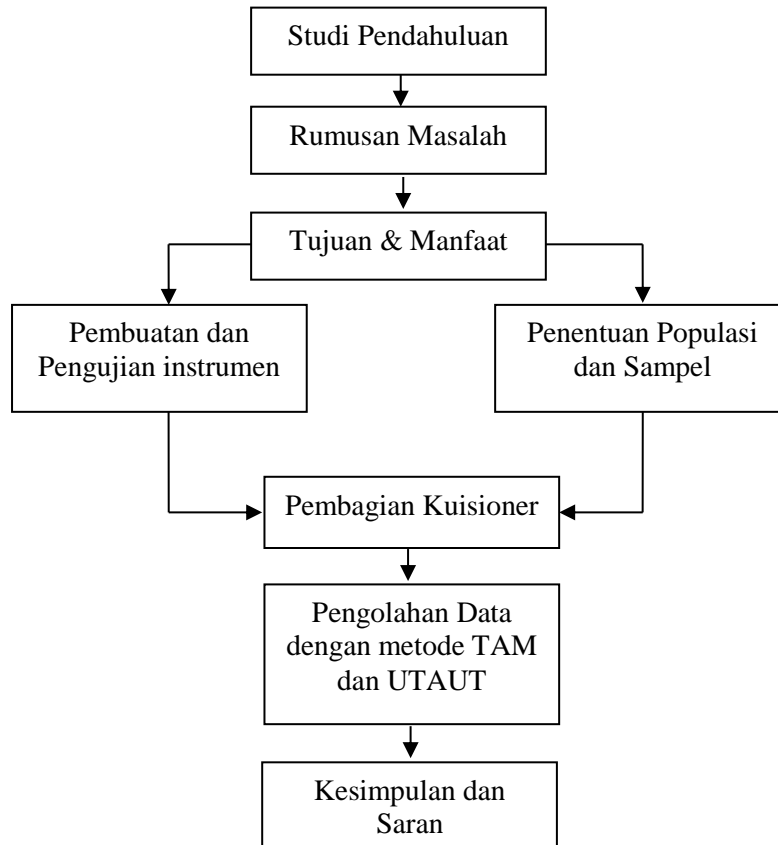 Studi Pendahuluan
Rumusan Masalah
Tujuan & Manfaat
Pembuatan dan
Pengujian instrumen
Penentuan Populasi
dan Sampel
Pembagian Kuisioner
Pengolahan Data
dengan metode TAM
dan UTAUT
Kesimpulan dan
Saran